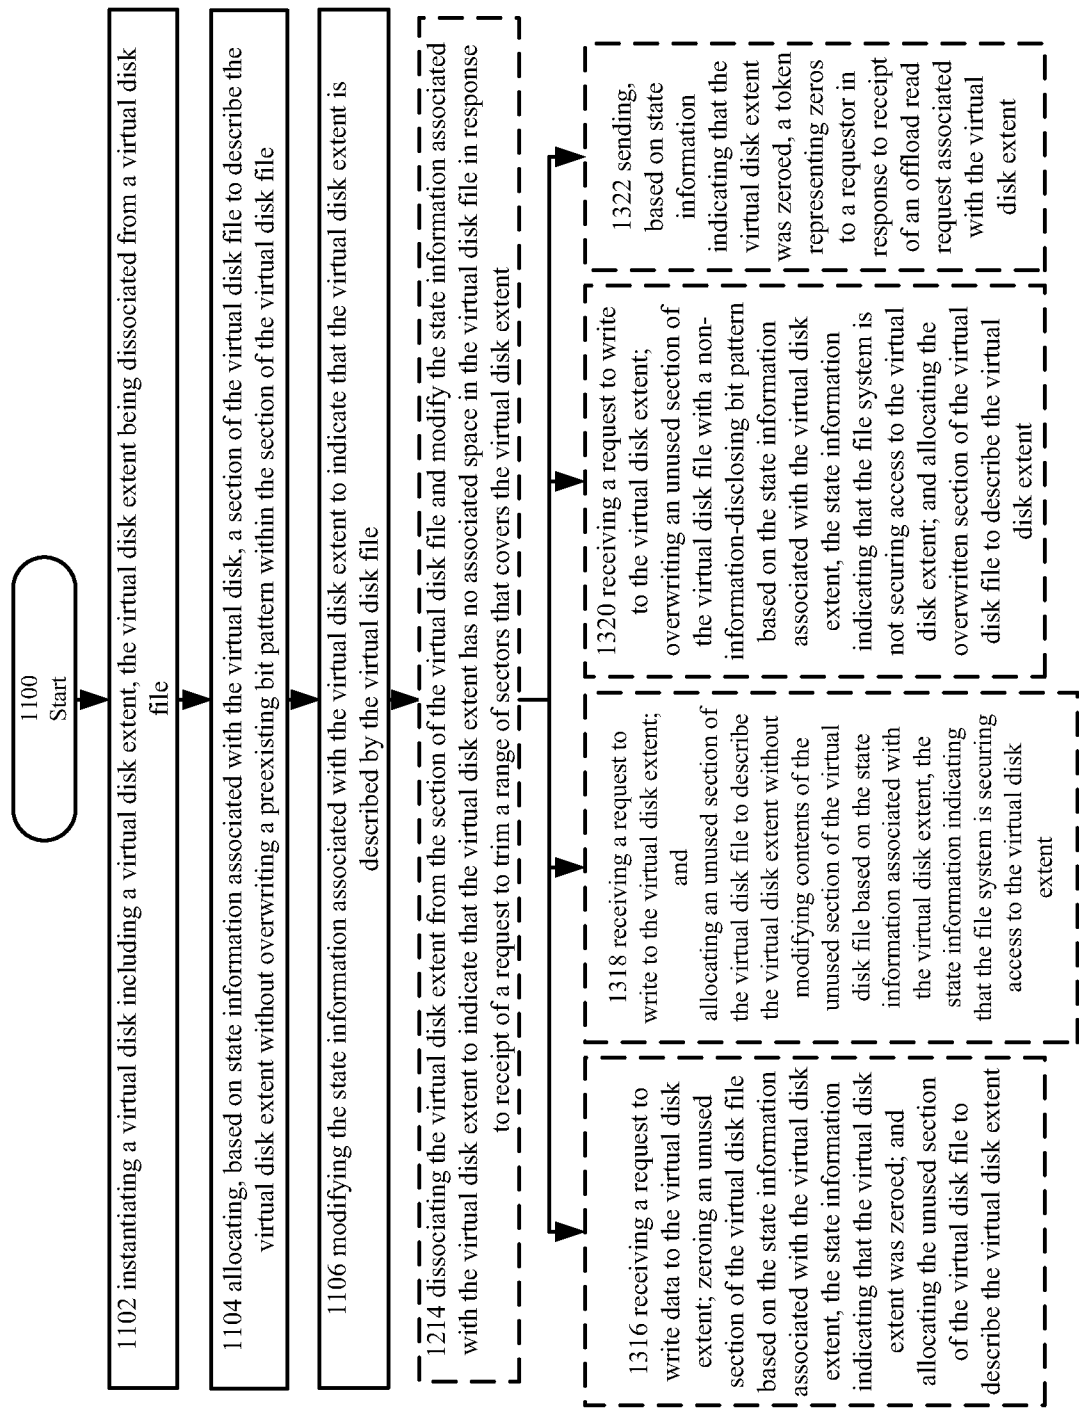 1100
Start
1102 instantiating a virtual disk including a virtual disk extent, the virtual disk extent being dissociated from a virtual disk
file
1104 allocating, based on state information associated with the virtual disk, a section of the virtual disk file to describe the
virtual disk extent without overwriting a preexisting bit pattern within the section of the virtual disk file
1106 modifying the state information associated with the virtual disk extent to indicate that the virtual disk extent is
described by the virtual disk file
1214 dissociating the virtual disk extent from the section of the virtual disk file and modify the state information associated
with the virtual disk extent to indicate that the virtual disk extent has no associated space in the virtual disk file in response
to receipt of a request to trim a range of sectors that covers the virtual disk extent
1316 receiving a request to
write data to the virtual disk
extent; zeroing an unused
section of the virtual disk file
based on the state information
associated with the virtual disk
extent, the state information
indicating that the virtual disk
extent was zeroed; and
allocating the unused section
of the virtual disk file to
describe the virtual disk extent
1318 receiving a request to
write to the virtual disk extent;
and
allocating an unused section of
the virtual disk file to describe
the virtual disk extent without
modifying contents of the
unused section of the virtual
disk file based on the state
information associated with
the virtual disk extent, the
state information indicating
that the file system is securing
access to the virtual disk
extent
1320 receiving a request to write
to the virtual disk extent;
overwriting an unused section of
the virtual disk file with a non-
information-disclosing bit pattern
based on the state information
associated with the virtual disk
extent, the state information
indicating that the file system is
not securing access to the virtual
disk extent; and allocating the
overwritten section of the virtual
disk file to describe the virtual
disk extent
1322 sending,
based on state
information
indicating that the
virtual disk extent
was zeroed, a token
representing zeros
to a requestor in
response to receipt
of an offload read
request associated
with the virtual
disk extent